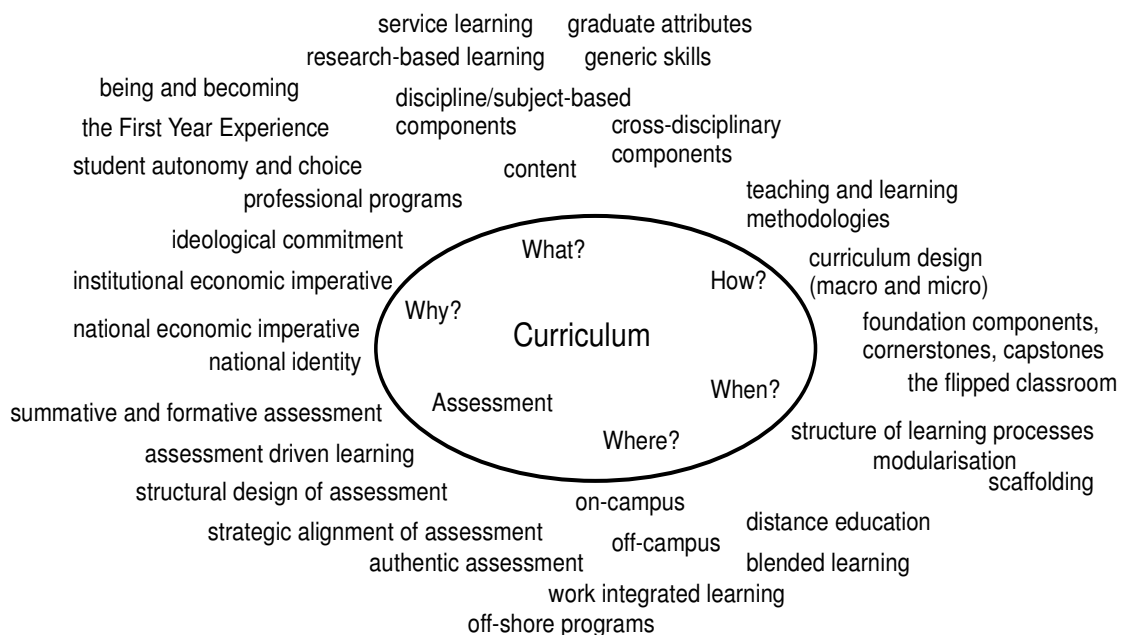 service learning
graduate attributes
research-based learning
generic skills
being and becoming
discipline/subject-based
components
the First Year Experience
cross-disciplinary
components
student autonomy and choice
content
professional programs
teaching and learning
methodologies
ideological commitment
What?
curriculum design
(macro and micro)
institutional economic imperative
How?
Why?
national economic imperative
Curriculum
foundation components,
cornerstones, capstones
national identity
the flipped classroom
When?
summative and formative assessment
Assessment
Where?
structure of learning processes
assessment driven learning
modularisation
scaffolding
structural design of assessment
on-campus
distance education
strategic alignment of assessment
off-campus
authentic assessment
blended learning
work integrated learning
off-shore programs